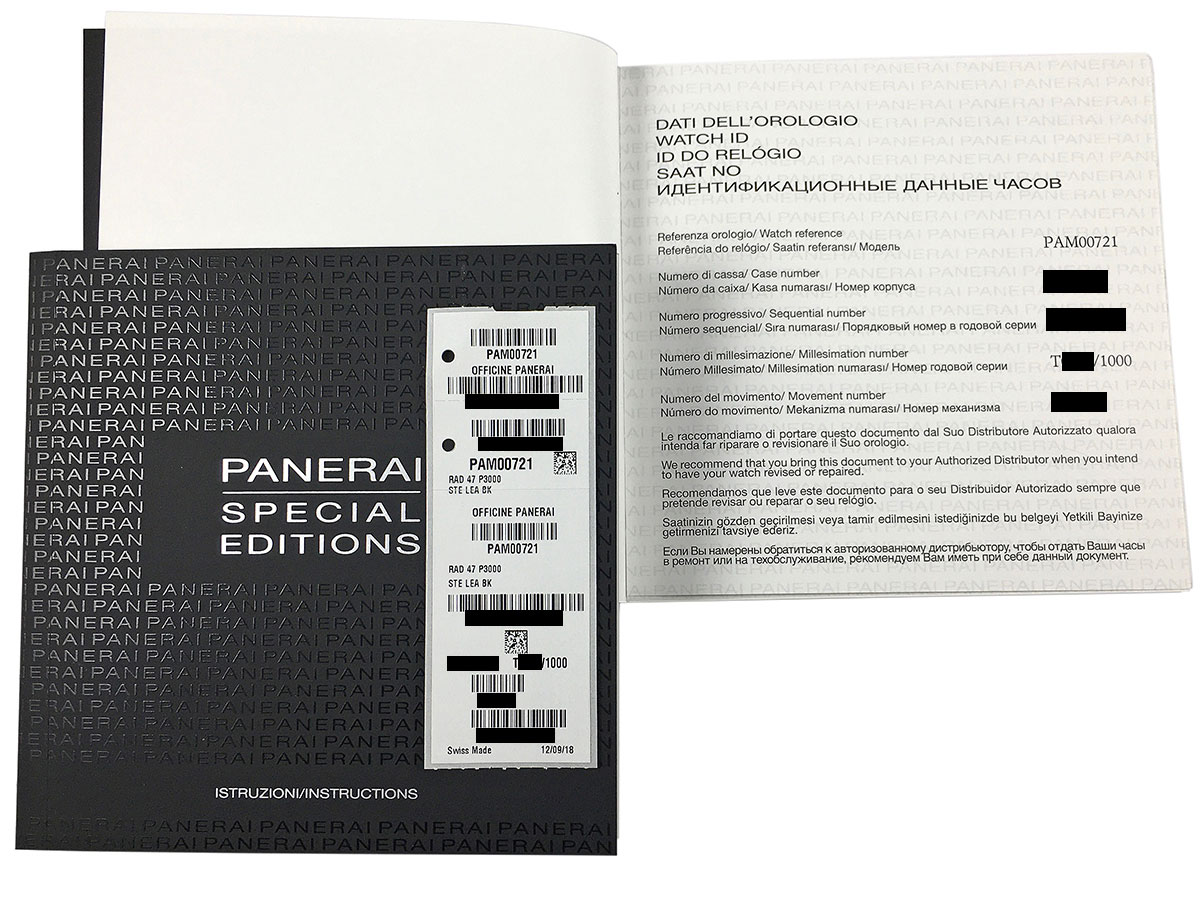 PANERAI
SPECIAL
EDITIONS
ISTRUZIONI/INSTRUCTIONS
PAM00721
OFFICINE PANERAI
PAM00721
RAD 47 P3000
STE LEA BK
OFFICINE PANERAI
PAM00721
RAD 47 P3000
STE LEA BK
T /1000
Swiss Made 12/09/18
DATI DELL'OROLOGIO
WATCH ID
ID DO RELÓGIO
SAAT NO
ИДЕНТИФИКАЦИОННЫЕ ДАННЫЕ ЧАСОВ
Referenza orologio/ Watch reference
Referência do relógio/ Saatin referansı/ Модель PAM00721
Numero di cassa/ Case number
Número da caixa/ Kasa numarası/ Номер корпуса
Numero progressivo/ Sequential number
Número sequencial/ Sıra numarası/ Порядковый номер в годовой серии
Numero di millesimazione/ Millesimation number
Número Millesimato/ Millesimation numarası/ Номер годовой серии T /1000
Numero del movimento/ Movement number
Número do movimento/ Mekanizma numarası/ Номер механизма
Le raccomandiamo di portare questo documento dal Suo Distributore Autorizzato qualora
intenda far riparare o revisionare il Suo orologio.
We recommend that you bring this document to your Authorized Distributor when you intend
to have your watch revised or repaired.
Recomendamos que leve este documento para o seu Distribuidor Autorizado sempre que
pretende revisar ou reparar o seu relógio.
Saatinizin gözden geçirilmesi veya tamir edilmesini istediğinizde bu belgeyi Yetkili Bayinize
getirmenizi tavsiye ederiz.
Если Вы намерены обратиться к авторизованному дистрибьютору, чтобы отдать Ваши часы
в ремонт или на техобслуживание, рекомендуем Вам иметь при себе данный документ.